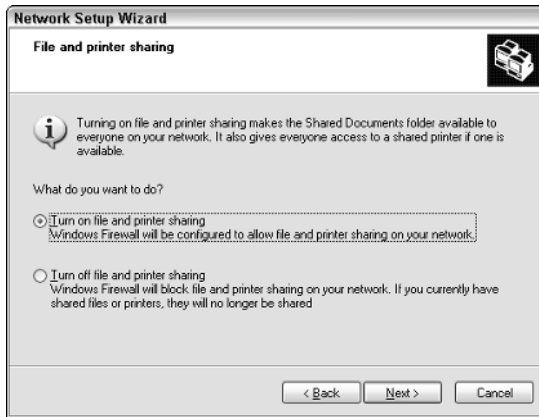 Network Setup Wizard
File and printer sharing
Turning on file and printer sharing makes the Shared Documents folder available to
everyone on your network. It also gives everyone access to a shared printer if one is
available.
What do you want to do?
Turn on file and printer sharing
Windows Firewall will be configured to allow file and printer sharing on your network.
Turn off file and printer sharing
Windows Firewall will block file and printer sharing on your network. If you currently have
shared files or printers, they will no longer be shared
< Back Next > Cancel